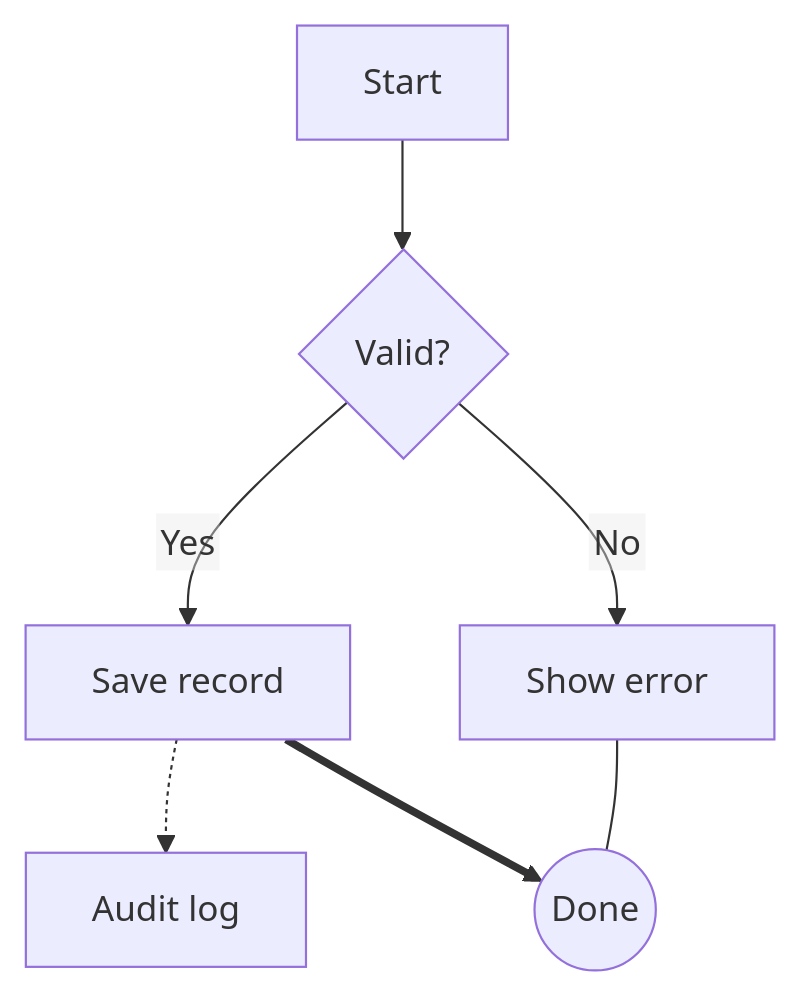 Start
Valid?
Yes
No
Save record
Show error
Audit log
Done